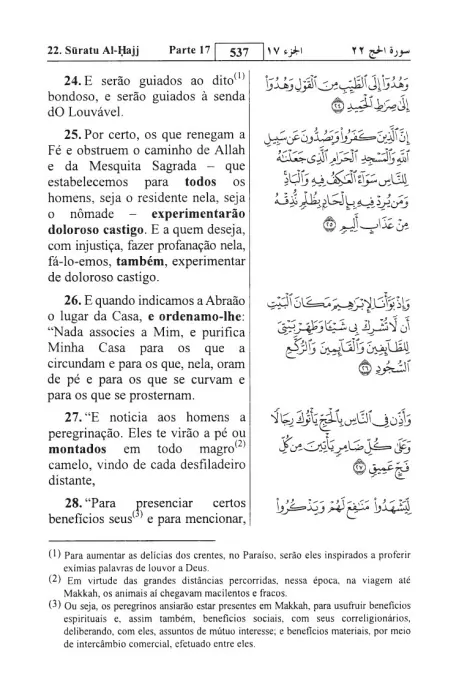 22. Sūratu Al-Ḥajj Parte 17 537 الجزء ١٧ سورة الحج ٢٢
24. E serão guiados ao dito(1)
bondoso, e serão guiados à senda
dO Louvável.
25. Por certo, os que renegam a
Fé e obstruem o caminho de Allah
e da Mesquita Sagrada – que
estabelecemos para todos os
homens, seja o residente nela, seja
o nômade – experimentarão
doloroso castigo. E a quem deseja,
com injustiça, fazer profanação nela,
fá-lo-emos, também, experimentar
de doloroso castigo.
26. E quando indicamos a Abraão
o lugar da Casa, e ordenamo-lhe:
“Nada associes a Mim, e purifica
Minha Casa para os que a
circundam e para os que, nela, oram
de pé e para os que se curvam e
para os que se prosternam.
27. “E noticia aos homens a
peregrinação. Eles te virão a pé ou
montados em todo magro(2)
camelo, vindo de cada desfiladeiro
distante,
28. “Para presenciar certos
benefícios seus(3) e para mencionar,
وَهُدُوٓا۟ إِلَى ٱلطَّيِّبِ مِنَ ٱلْقَوْلِ وَهُدُوٓا۟
إِلَىٰ صِرَٰطِ ٱلْحَمِيدِ ٢٤
إِنَّ ٱلَّذِينَ كَفَرُوا۟ وَيَصُدُّونَ عَن سَبِيلِ
ٱللَّهِ وَٱلْمَسْجِدِ ٱلْحَرَامِ ٱلَّذِى جَعَلْنَٰهُ
لِلنَّاسِ سَوَآءً ٱلْعَٰكِفُ فِيهِ وَٱلْبَادِ
وَمَن يُرِدْ فِيهِ بِإِلْحَادٍۭ بِظُلْمٍ نُّذِقْهُ
مِنْ عَذَابٍ أَلِيمٍ ٢٥
وَإِذْ بَوَّأْنَا لِإِبْرَٰهِيمَ مَكَانَ ٱلْبَيْتِ
أَن لَّا تُشْرِكْ بِى شَيْـًٔا وَطَهِّرْ بَيْتِىَ
لِلطَّآئِفِينَ وَٱلْقَآئِمِينَ وَٱلرُّكَّعِ
ٱلسُّجُودِ ٢٦
وَأَذِّن فِى ٱلنَّاسِ بِٱلْحَجِّ يَأْتُوكَ رِجَالًا
وَعَلَىٰ كُلِّ ضَامِرٍ يَأْتِينَ مِن كُلِّ
فَجٍّ عَمِيقٍ ٢٧
لِّيَشْهَدُوا۟ مَنَٰفِعَ لَهُمْ وَيَذْكُرُوا۟
(1) Para aumentar as delícias dos crentes, no Paraíso, serão eles inspirados a proferir
exímias palavras de louvor a Deus.
(2) Em virtude das grandes distâncias percorridas, nessa época, na viagem até
Makkah, os animais aí chegavam macilentos e fracos.
(3) Ou seja, os peregrinos ansiarão estar presentes em Makkah, para usufruir benefícios
espirituais e, assim também, benefícios sociais, com seus correligionários,
deliberando, com eles, assuntos de mútuo interesse; e benefícios materiais, por meio
de intercâmbio comercial, efetuado entre eles.